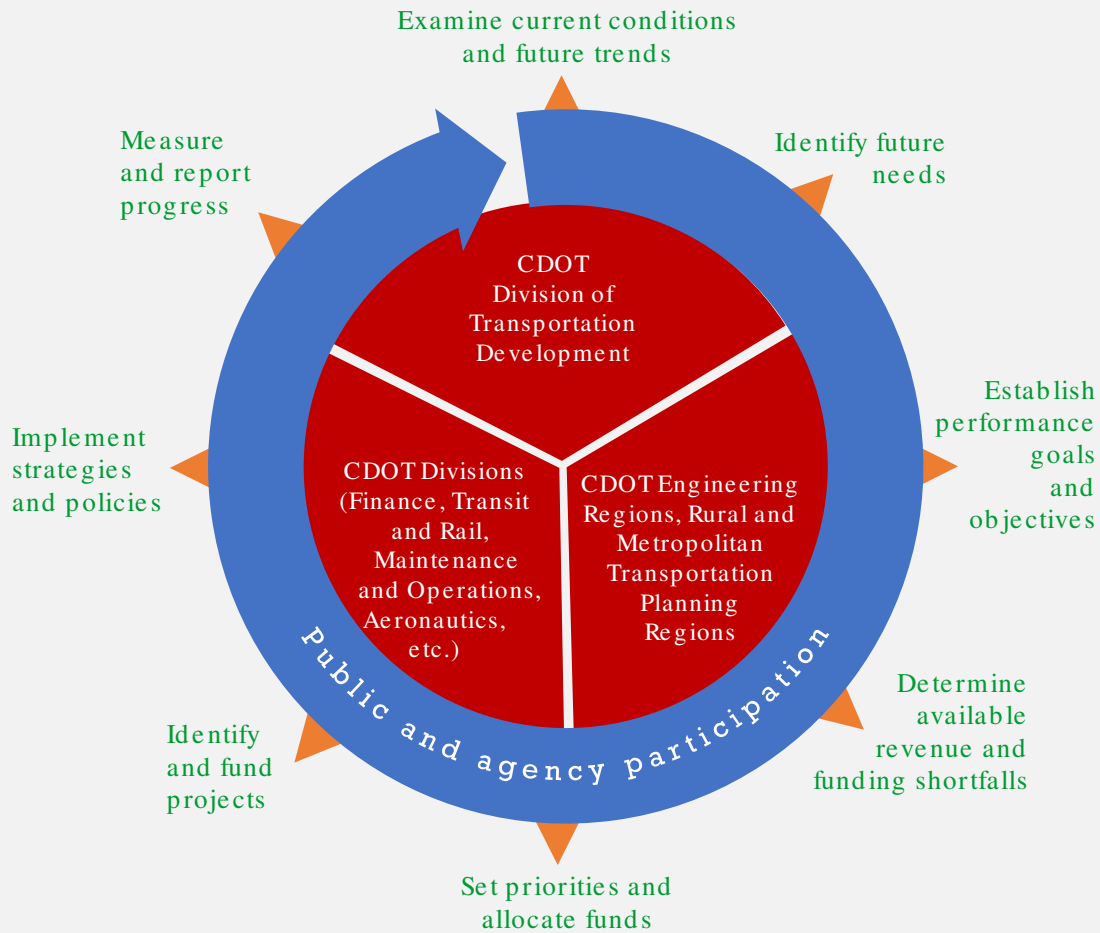 Examine current conditions
and future trends
Identify future
needs
Establish
performance
goals
and
objectives
Determine
available
revenue and
funding shortfalls
Set priorities and
allocate funds
Identify
and fund
projects
Implement
strategies
and policies
Measure
and report
progress
CDOT
Division of
Transportation
Development
CDOT Engineering
Regions, Rural and
Metropolitan
Transportation
Planning
Regions
CDOT Divisions
(Finance, Transit
and Rail,
Maintenance
and Operations,
Aeronautics,
etc.)
Public and agency participation